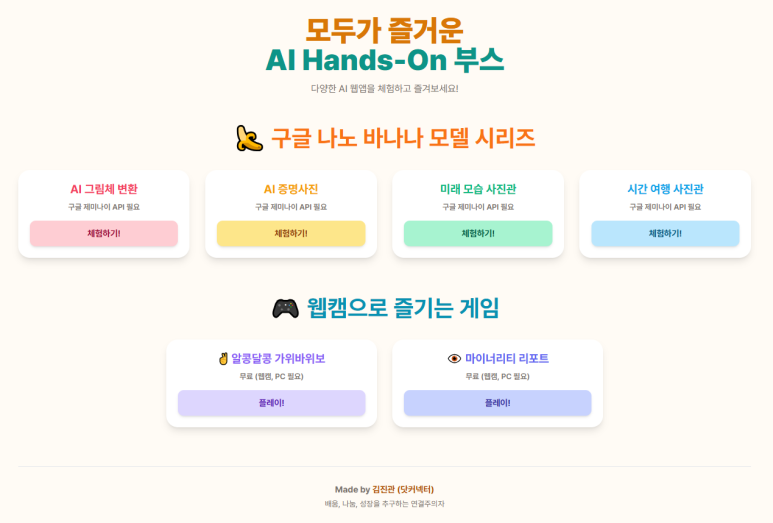 모두가 즐거운
AI Hands-On 부스
다양한 AI 웹앱을 체험하고 즐겨보세요!
구글 나노 바나나 모델 시리즈
AI 그림체 변환
구글 제미나이 API 필요
체험하기!
AI 증명사진
구글 제미나이 API 필요
체험하기!
미래 모습 사진관
구글 제미나이 API 필요
체험하기!
시간 여행 사진관
구글 제미나이 API 필요
체험하기!
웹캠으로 즐기는 게임
알콩달콩 가위바위보
무료 (웹캠, PC 필요)
플레이!
마이너리티 리포트
무료 (웹캠, PC 필요)
플레이!
Made by 김진관 (닷커넥터)
배움, 나눔, 성장을 추구하는 연결주의자